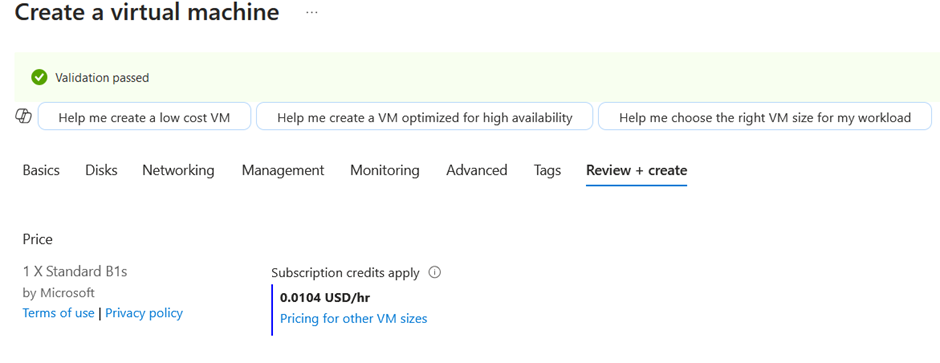 Create a virtual machine ...
Validation passed
Help me create a low cost VM Help me create a VM optimized for high availability Help me choose the right VM size for my workload
Basics Disks Networking Management Monitoring Advanced Tags Review + create
Price
1 X Standard B1s Subscription credits apply
by Microsoft 0.0104 USD/hr
Terms of use | Privacy policy Pricing for other VM sizes